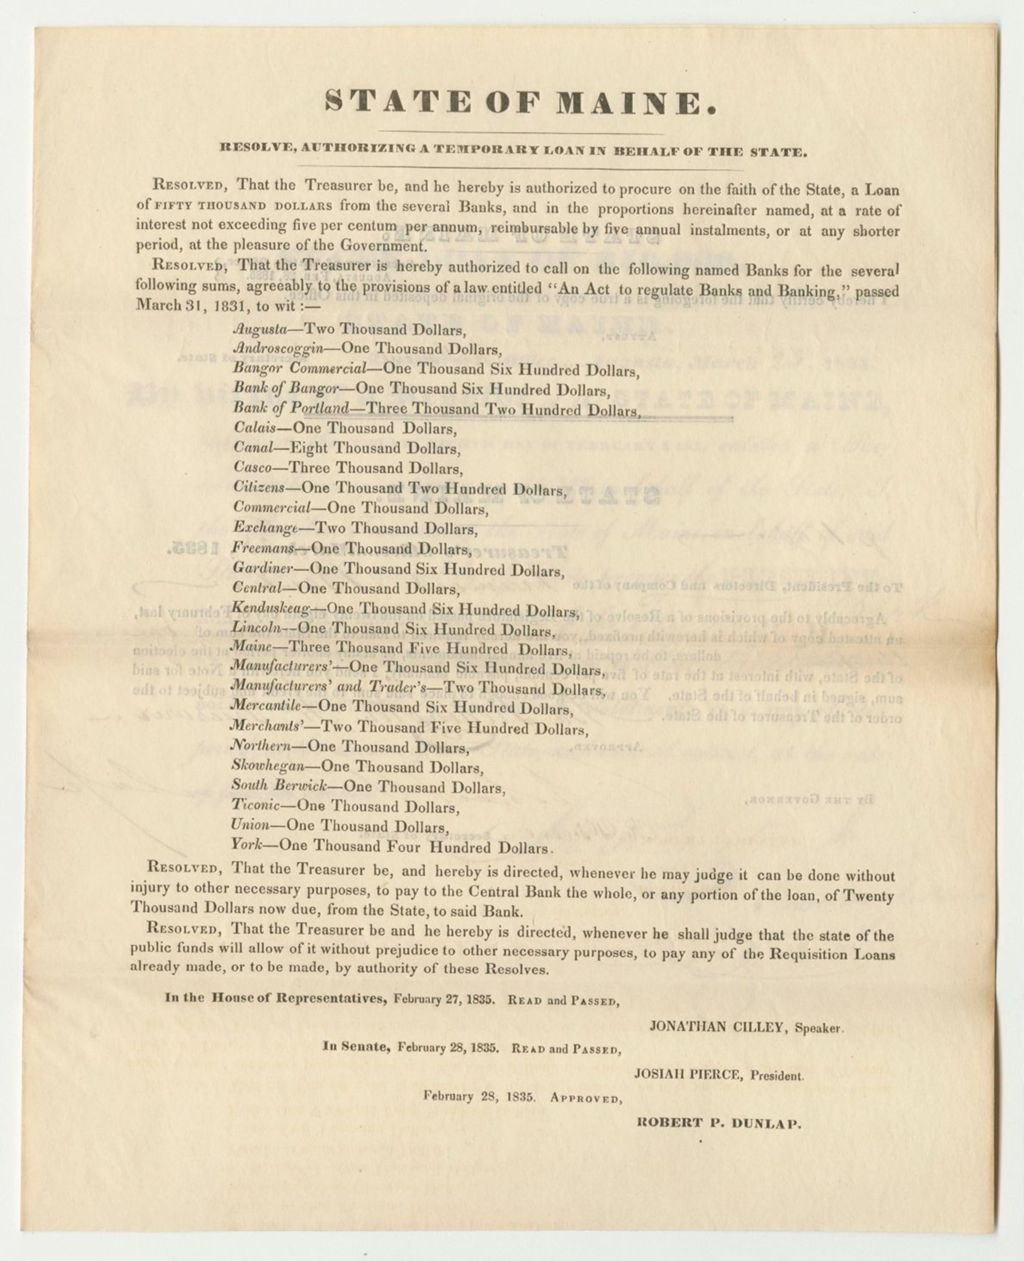 STATE OF MAINE.
RESOLVE, AUTHORIZING A TEMPORARY LOAN IN BEHALF OF THE STATE.
RESOLVED, That the Treasurer be, and he hereby is authorized to procure on the faith of the State, a Loan
of FIFTY THOUSAND DOLLARS from the several Banks, and in the proportions hereinafter named, at a rate of
interest not exceeding five per centum per annum, reimbursable by five annual instalments, or at any shorter
period, at the pleasure of the Government.
RESOLVED, That the Treasurer is hereby authorized to call on the following named Banks for the several
following sums, agreeably to the provisions of a law entitled "An Act to regulate Banks and Banking," passed
March 31, 1831, to wit :—
Augusta—Two Thousand Dollars,
Androscoggin—One Thousand Dollars,
Bangor Commercial—One Thousand Six Hundred Dollars,
Bank of Bangor—One Thousand Six Hundred Dollars,
Bank of Portland—Three Thousand Two Hundred Dollars,
Calais—One Thousand Dollars,
Canal—Eight Thousand Dollars,
Casco—Three Thousand Dollars,
Citizens—One Thousand Two Hundred Dollars,
Commercial—One Thousand Dollars,
Exchange—Two Thousand Dollars,
Freemans—One Thousand Dollars,
Gardiner—One Thousand Six Hundred Dollars,
Central—One Thousand Dollars,
Kenduskeag—One Thousand Six Hundred Dollars,
Lincoln—One Thousand Six Hundred Dollars,
Maine—Three Thousand Five Hundred Dollars,
Manufacturers'—One Thousand Six Hundred Dollars,
Manufacturers' and Trader's—Two Thousand Dollars,
Mercantile—One Thousand Six Hundred Dollars,
Merchants'—Two Thousand Five Hundred Dollars,
Northern—One Thousand Dollars,
Skowhegan—One Thousand Dollars,
South Berwick—One Thousand Dollars,
Ticonic—One Thousand Dollars,
Union—One Thousand Dollars,
York—One Thousand Four Hundred Dollars.
RESOLVED, That the Treasurer be, and hereby is directed, whenever he may judge it can be done without
injury to other necessary purposes, to pay to the Central Bank the whole, or any portion of the loan, of Twenty
Thousand Dollars now due, from the State, to said Bank.
RESOLVED, That the Treasurer be and he hereby is directed, whenever he shall judge that the state of the
public funds will allow of it without prejudice to other necessary purposes, to pay any of the Requisition Loans
already made, or to be made, by authority of these Resolves.
In the House of Representatives, February 27, 1835. READ and PASSED,
JONATHAN CILLEY, Speaker.
In Senate, February 28, 1835. READ and PASSED,
JOSIAH PIERCE, President.
February 28, 1835. APPROVED,
ROBERT P. DUNLAP.